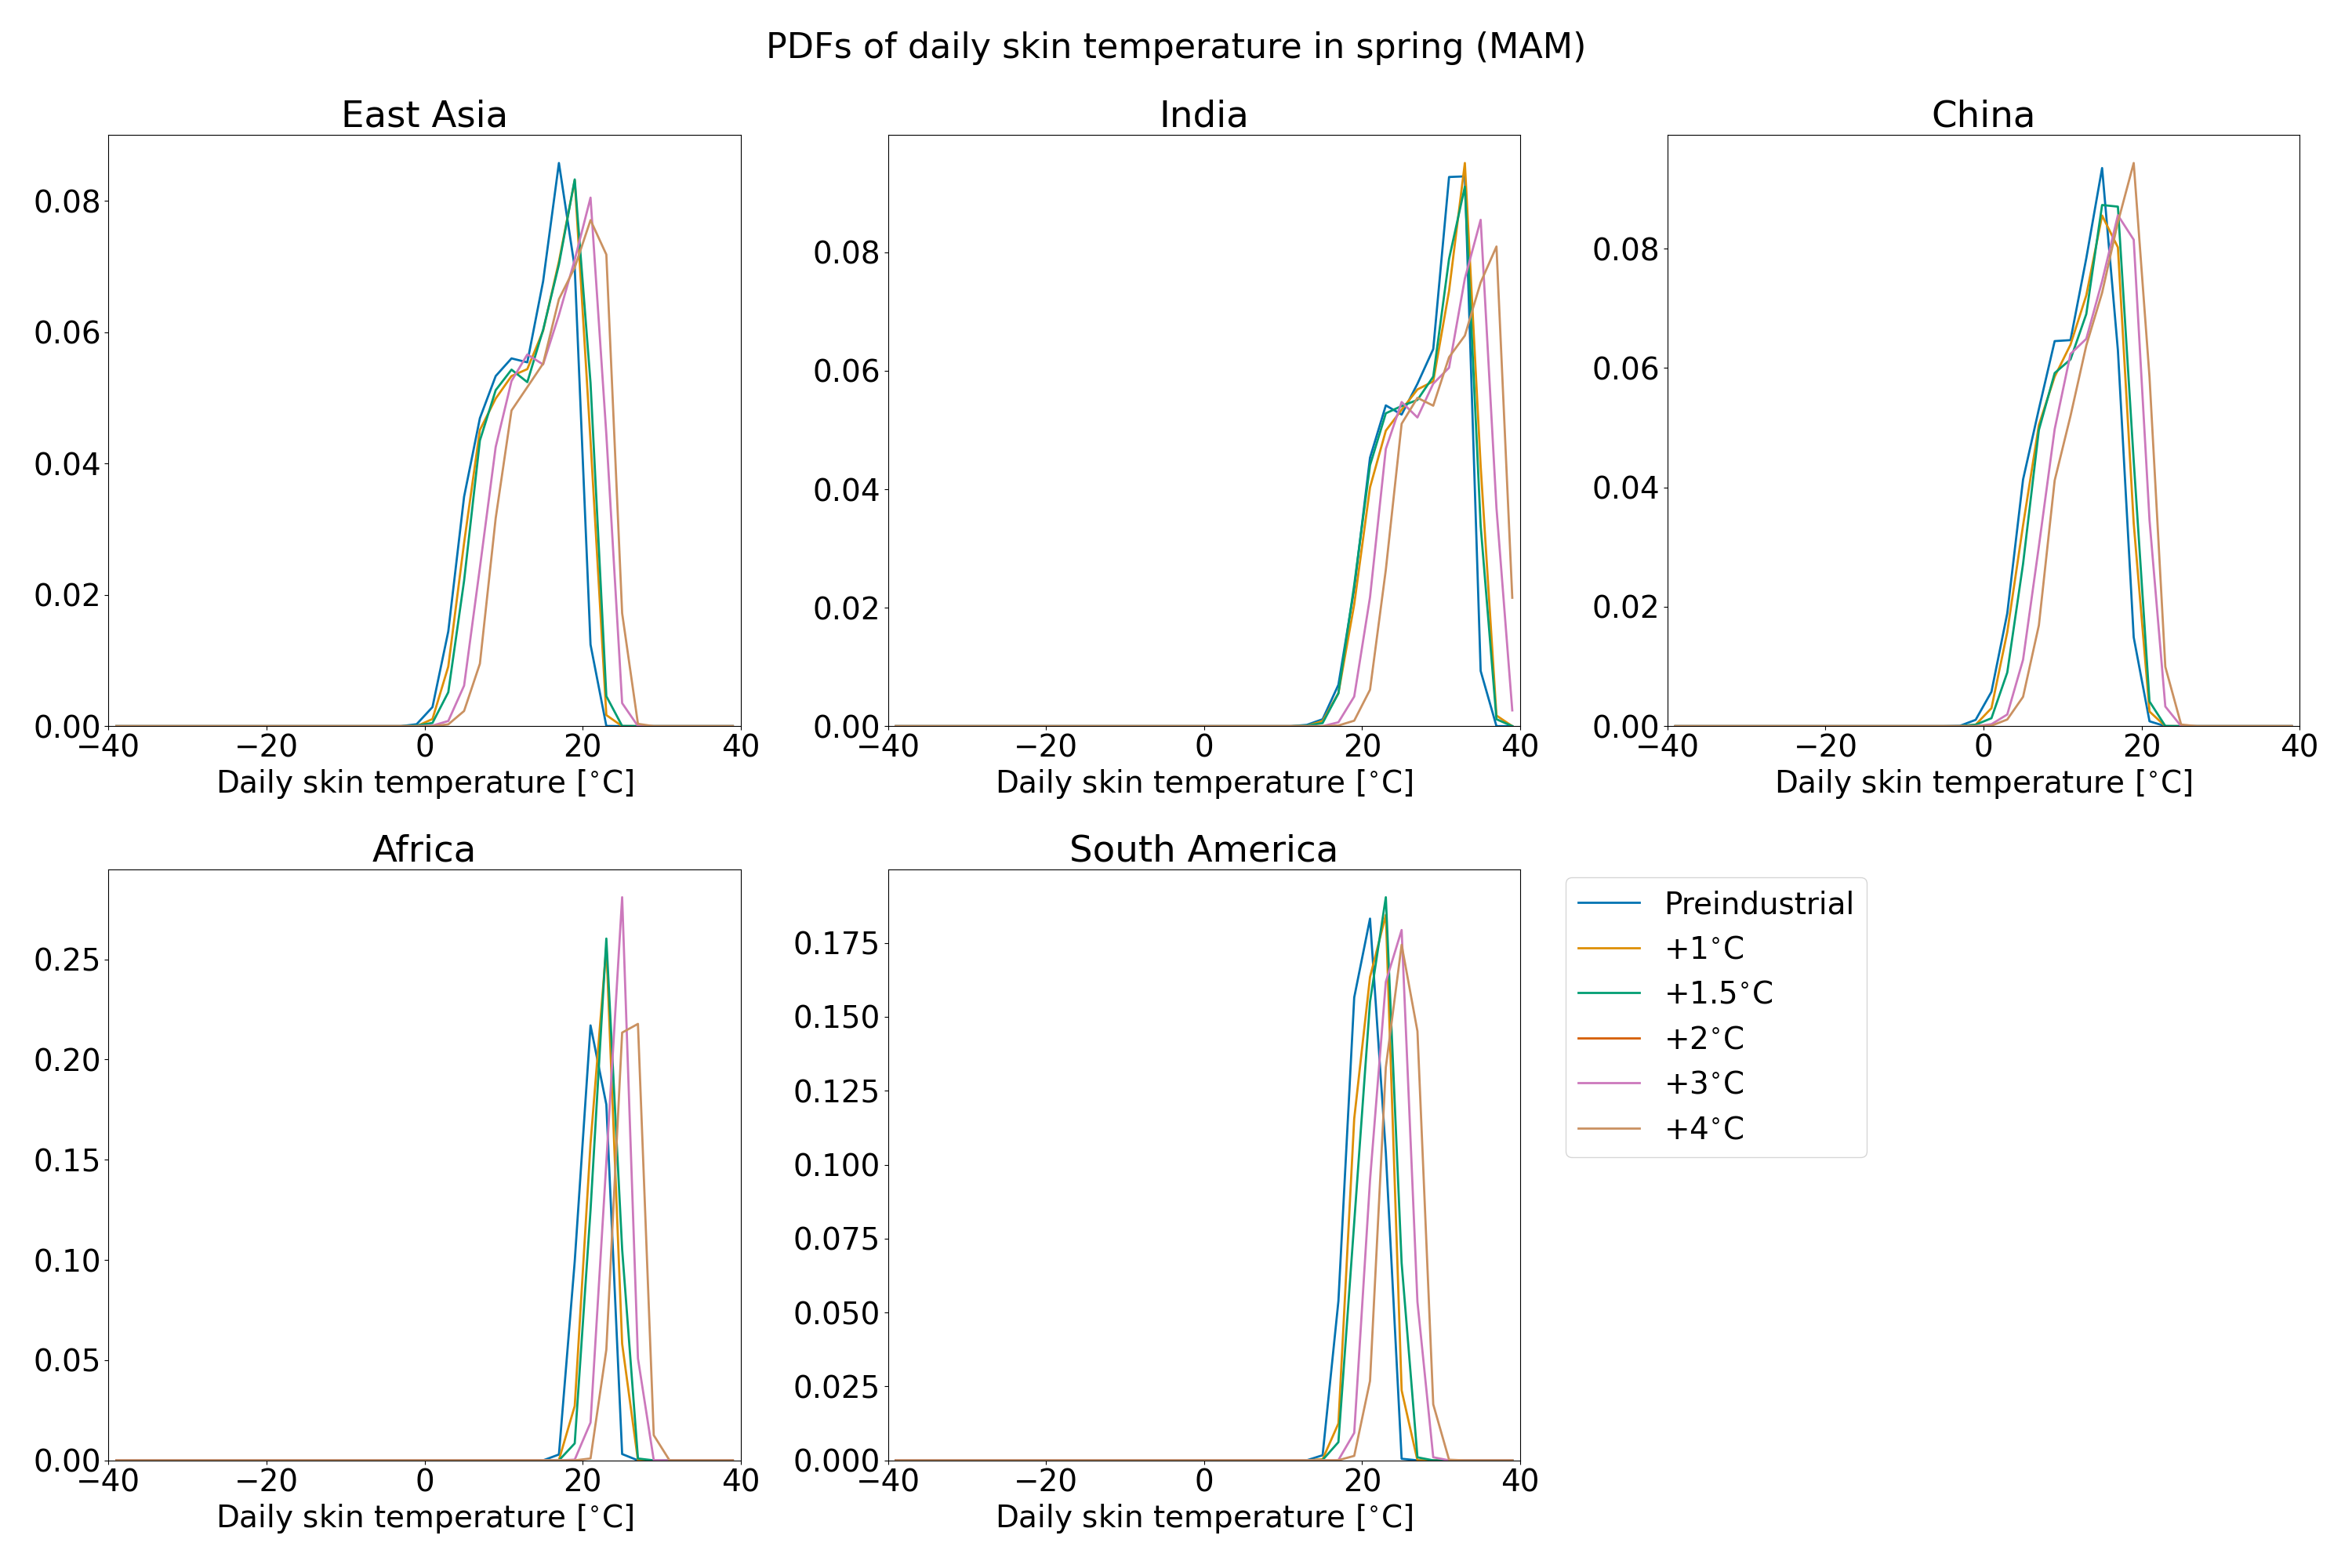 PDFs of daily skin temperature in spring (MAM)
East Asia
0.08
0.06
0.04
0.02
0.00
−40 −20 0 20 40
Daily skin temperature [°C]
India
0.08
0.06
0.04
0.02
0.00
−40 −20 0 20 40
Daily skin temperature [°C]
China
0.08
0.06
0.04
0.02
0.00
−40 −20 0 20 40
Daily skin temperature [°C]
Africa
0.25
0.20
0.15
0.10
0.05
0.00
−40 −20 0 20 40
Daily skin temperature [°C]
South America
0.175
0.150
0.125
0.100
0.075
0.050
0.025
0.000
−40 −20 0 20 40
Daily skin temperature [°C]
Preindustrial
+1°C
+1.5°C
+2°C
+3°C
+4°C